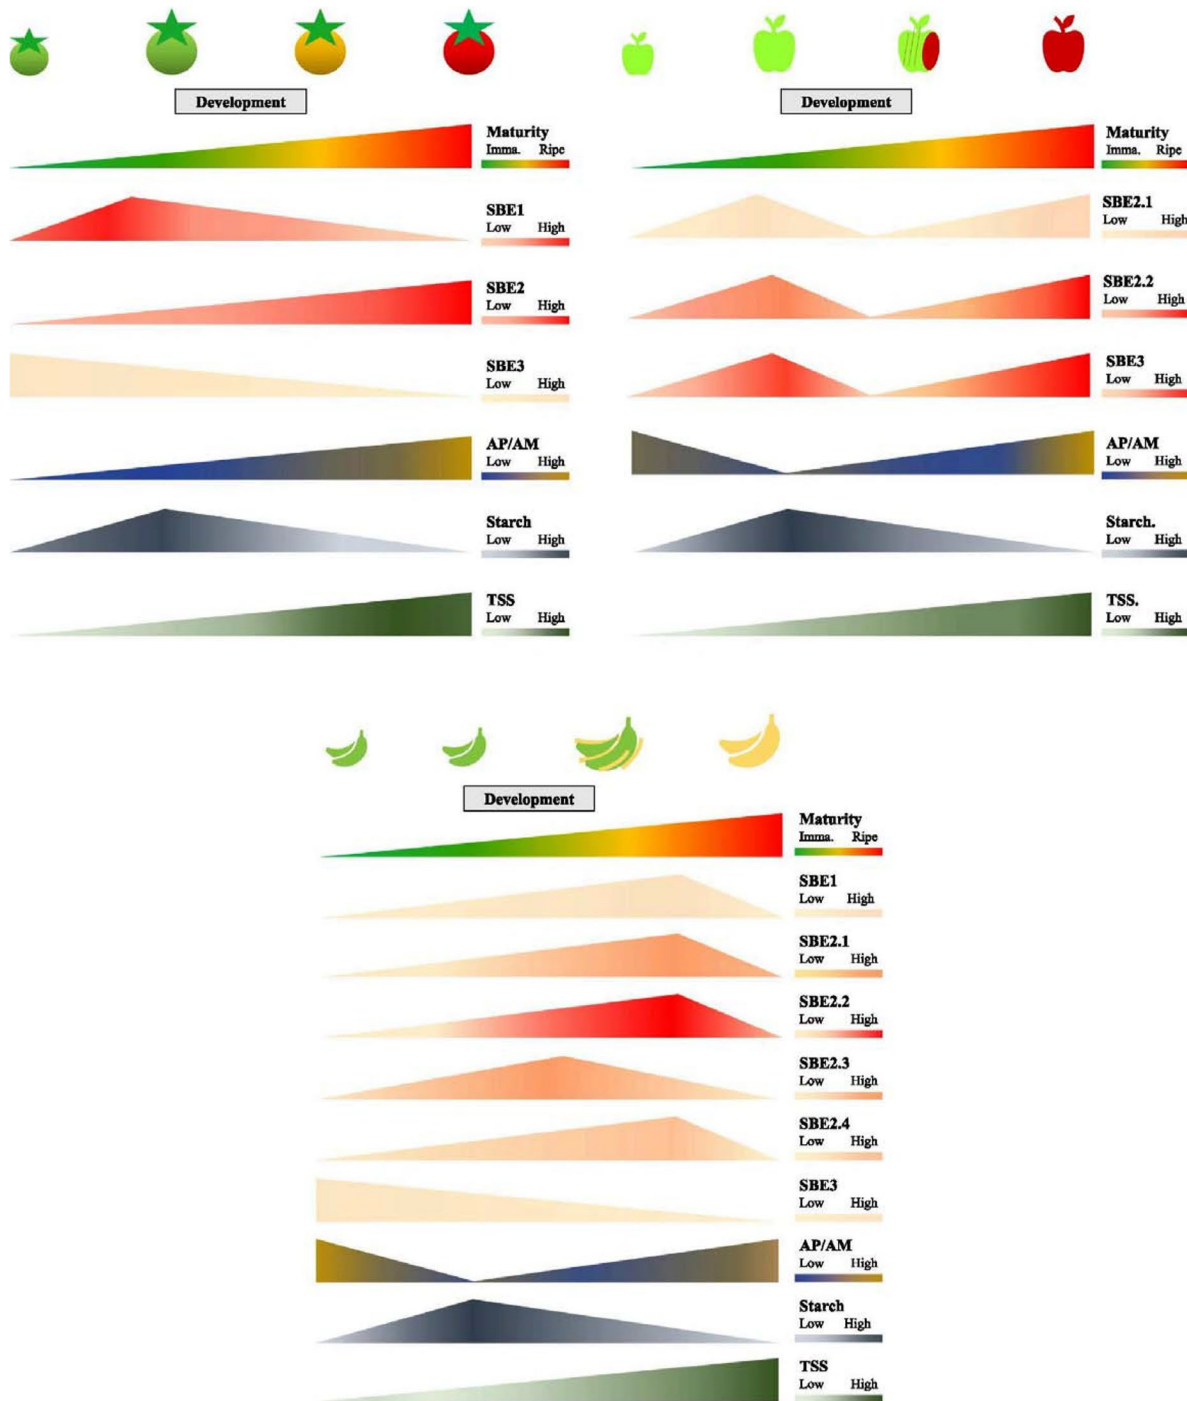 Development
Maturity
Imma. Ripe
SBE1
Low High
SBE2
Low High
SBE3
Low High
AP/AM
Low High
Starch
Low High
TSS
Low High
Development
Maturity
Imma. Ripe
SBE2.1
Low High
SBE2.2
Low High
SBE3
Low High
AP/AM
Low High
Starch.
Low High
TSS.
Low High
Development
Maturity
Imma. Ripe
SBE1
Low High
SBE2.1
Low High
SBE2.2
Low High
SBE2.3
Low High
SBE2.4
Low High
SBE3
Low High
AP/AM
Low High
Starch
Low High
TSS
Low High